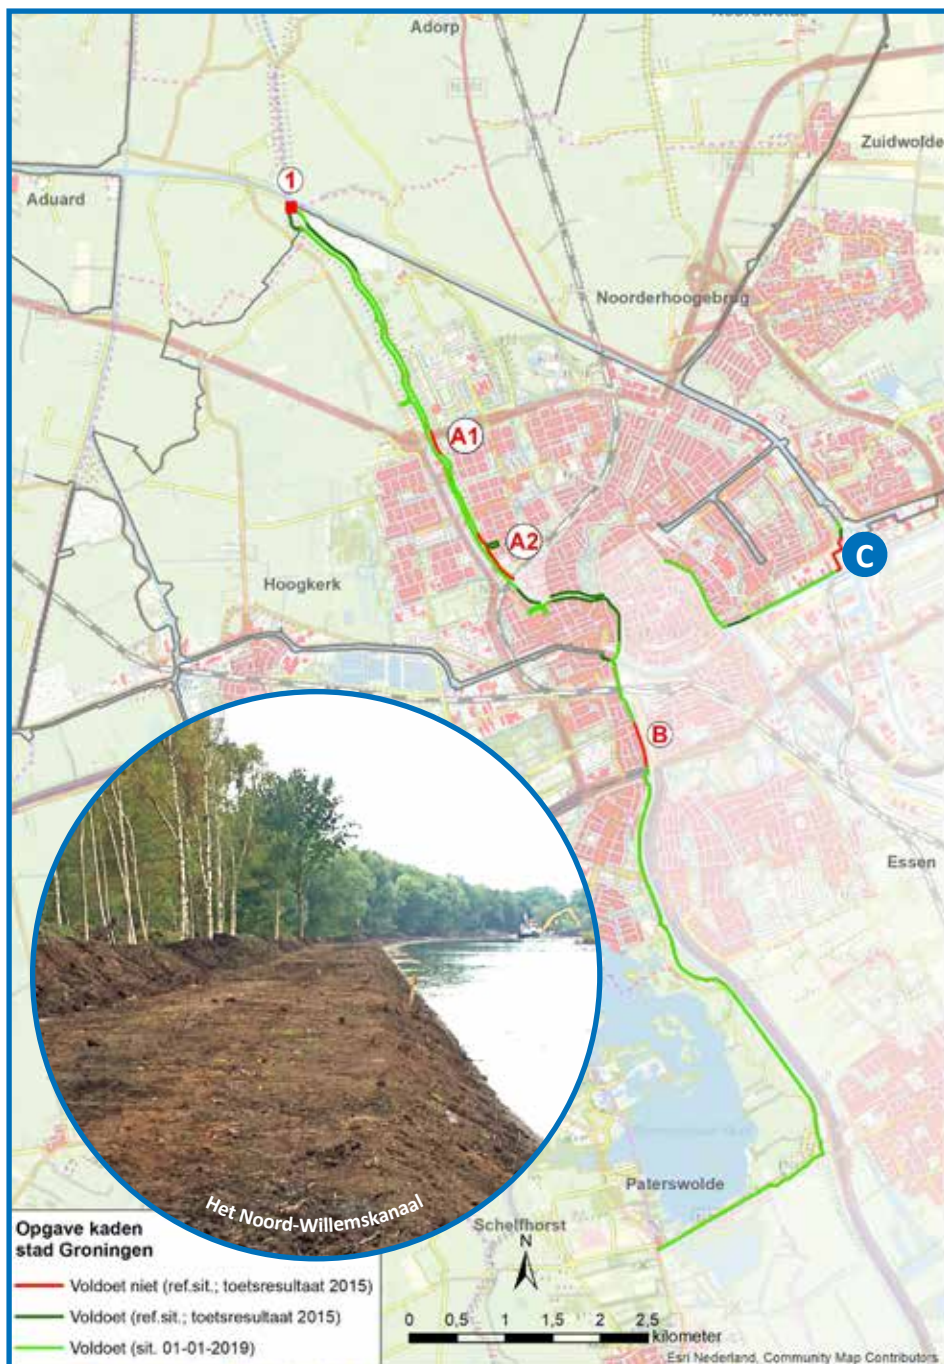 Adorp
Zuidwolde
Aduard
1
Noorderhoogebrug
A1
A2
C
Hoogkerk
B
Essen
Paterswolde
Het Noord-Willemskanaal
Schelfhorst
N
Opgave kaden
stad Groningen
Voldoet niet (ref.sit.; toetsresultaat 2015)
Voldoet (ref.sit.; toetsresultaat 2015)
Voldoet (sit. 01-01-2019)
0 0,5 1 1,5 2 2,5
kilometer
Esri Nederland, Community Map Contributors